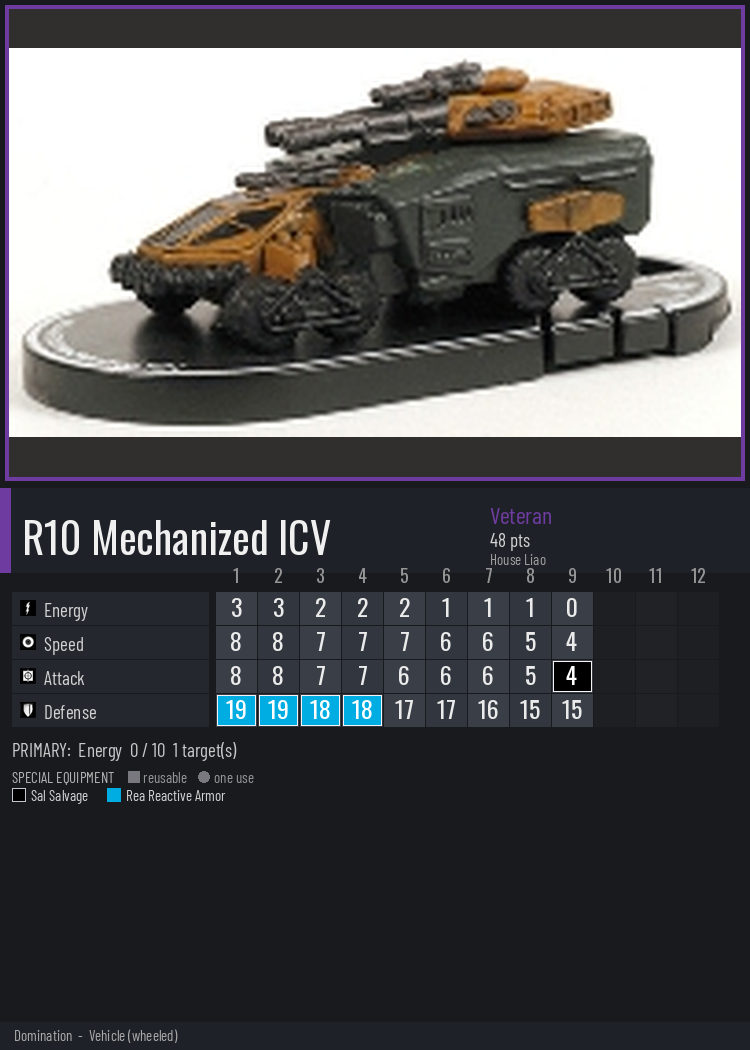 R10 Mechanized ICV
Veteran
48 pts
House Liao
1 2 3 4 5 6 7 8 9 10 11 12
Energy 3 3 2 2 2 1 1 1 0
Speed 8 8 7 7 7 6 6 5 4
Attack 8 8 7 7 6 6 6 5 4
Defense 19 19 18 18 17 17 16 15 15
PRIMARY: Energy 0 / 10 1 target(s)
SPECIAL EQUIPMENT reusable one use
Sal Salvage Rea Reactive Armor
Domination - Vehicle (wheeled)